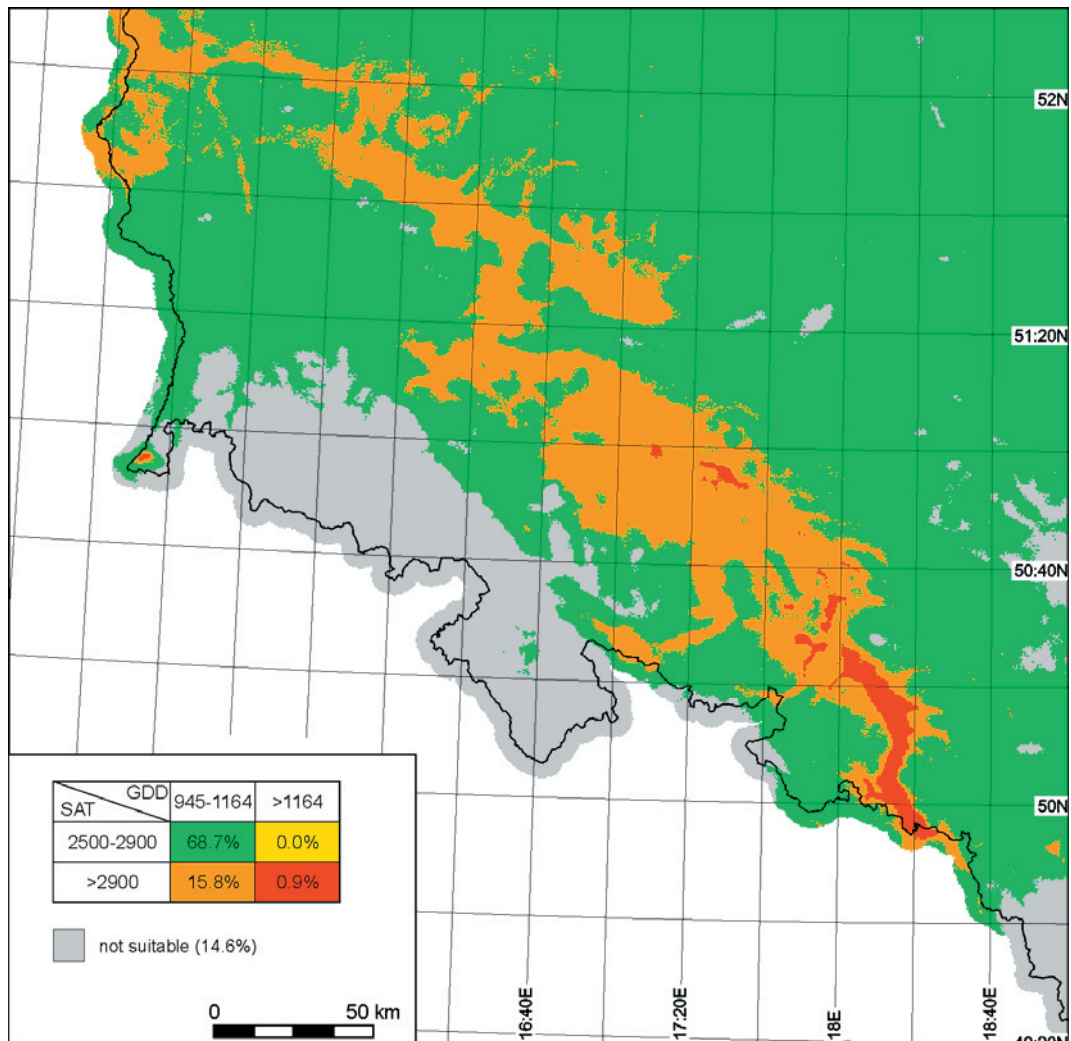 52N
51:20N
50:40N
50N
GDD
SAT
945-1164
>1164
2500-2900
68.7%
0.0%
>2900
15.8%
0.9%
not suitable (14.6%)
0
50 km
16:40E
17:20E
18E
18:40E